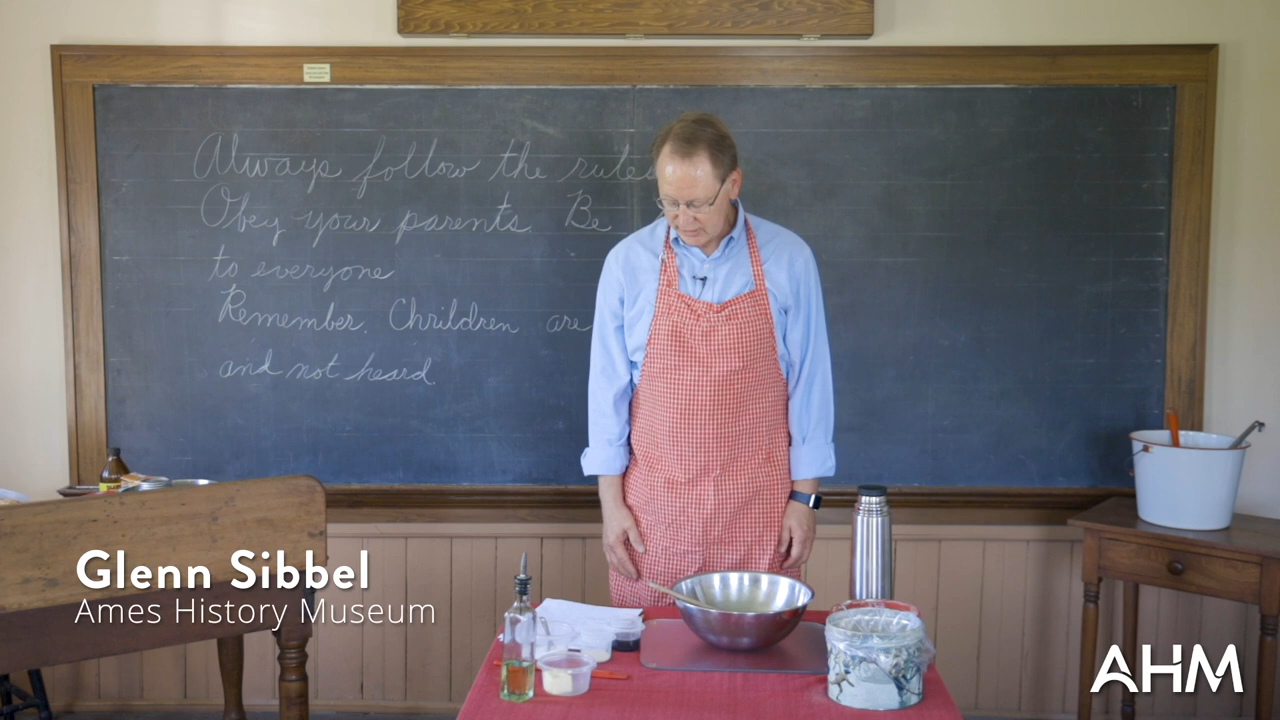 Always follow the rules
Obey your parents Be
to everyone
Remember. Chrildren are
and not heard.
Glenn Sibbel
Ames History Museum
AHM